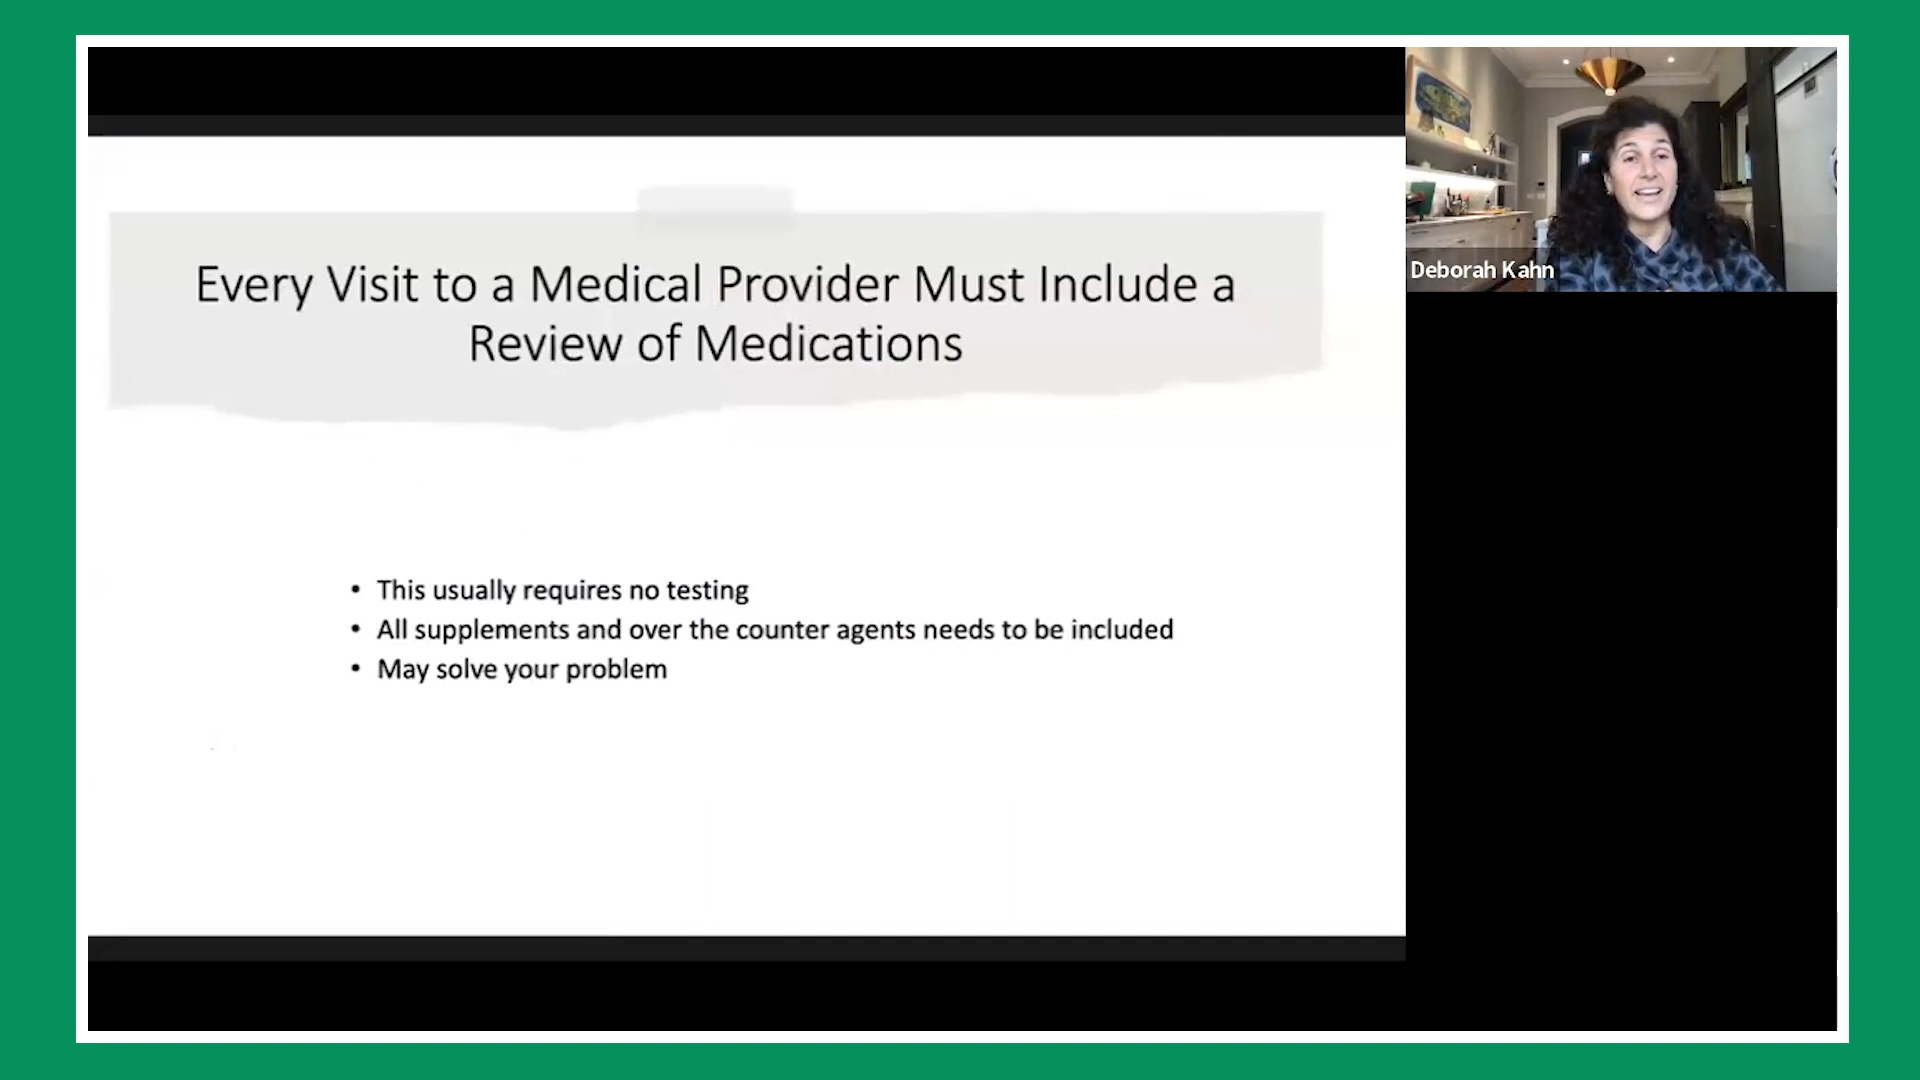 Every Visit to a Medical Provider Must Include a
Review of Medications
• This usually requires no testing
• All supplements and over the counter agents needs to be included
• May solve your problem
Deborah Kahn